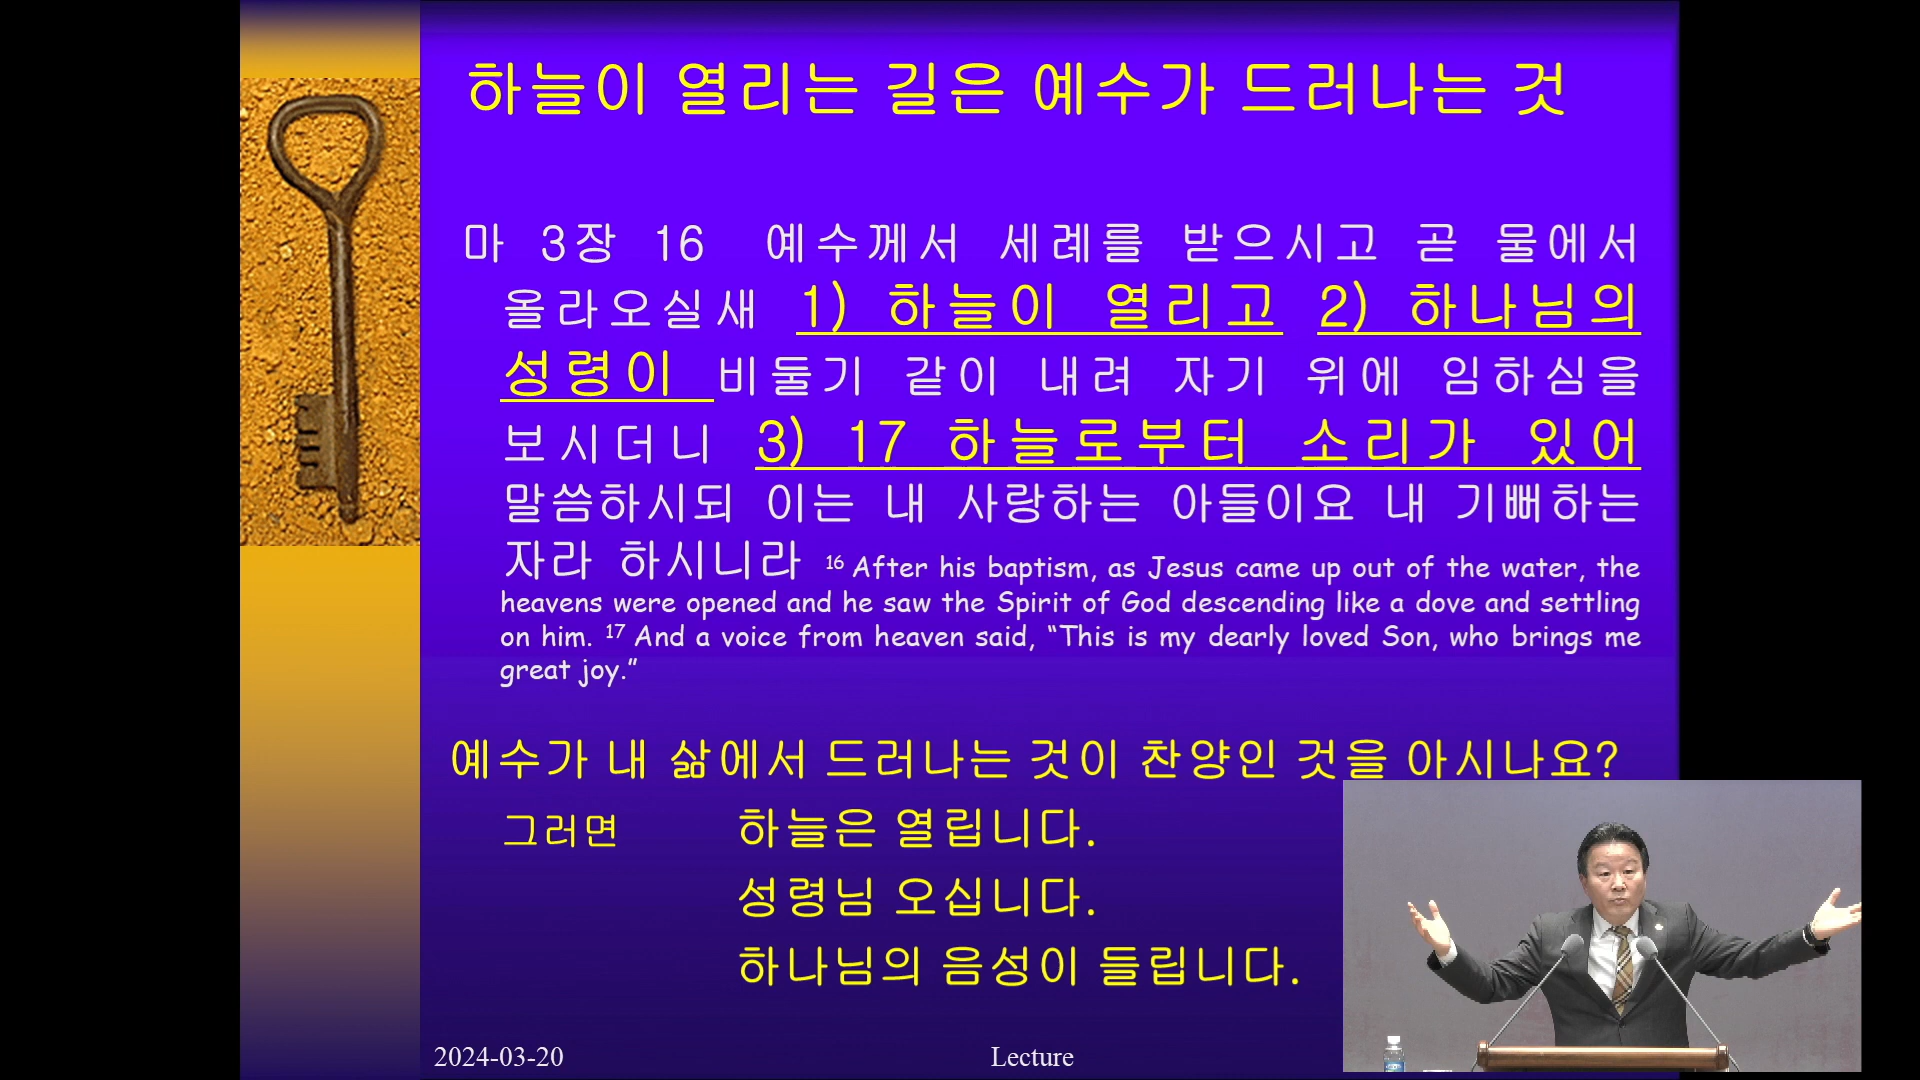 하늘이 열리는 길은 예수가 드러나는 것
마 3장 16 예수께서 세례를 받으시고 곧 물에서
올라오실새 1) 하늘이 열리고 2) 하나님의
성령이 비둘기 같이 내려 자기 위에 임하심을
보시더니 3) 17 하늘로부터 소리가 있어
말씀하시되 이는 내 사랑하는 아들이요 내 기뻐하는
자라 하시니라 16 After his baptism, as Jesus came up out of the water, the
heavens were opened and he saw the Spirit of God descending like a dove and settling
on him. 17 And a voice from heaven said, “This is my dearly loved Son, who brings me
great joy.”
예수가 내 삶에서 드러나는 것이 찬양인 것을 아시나요?
그러면 하늘은 열립니다.
성령님 오십니다.
하나님의 음성이 들립니다.
2024-03-20 Lecture